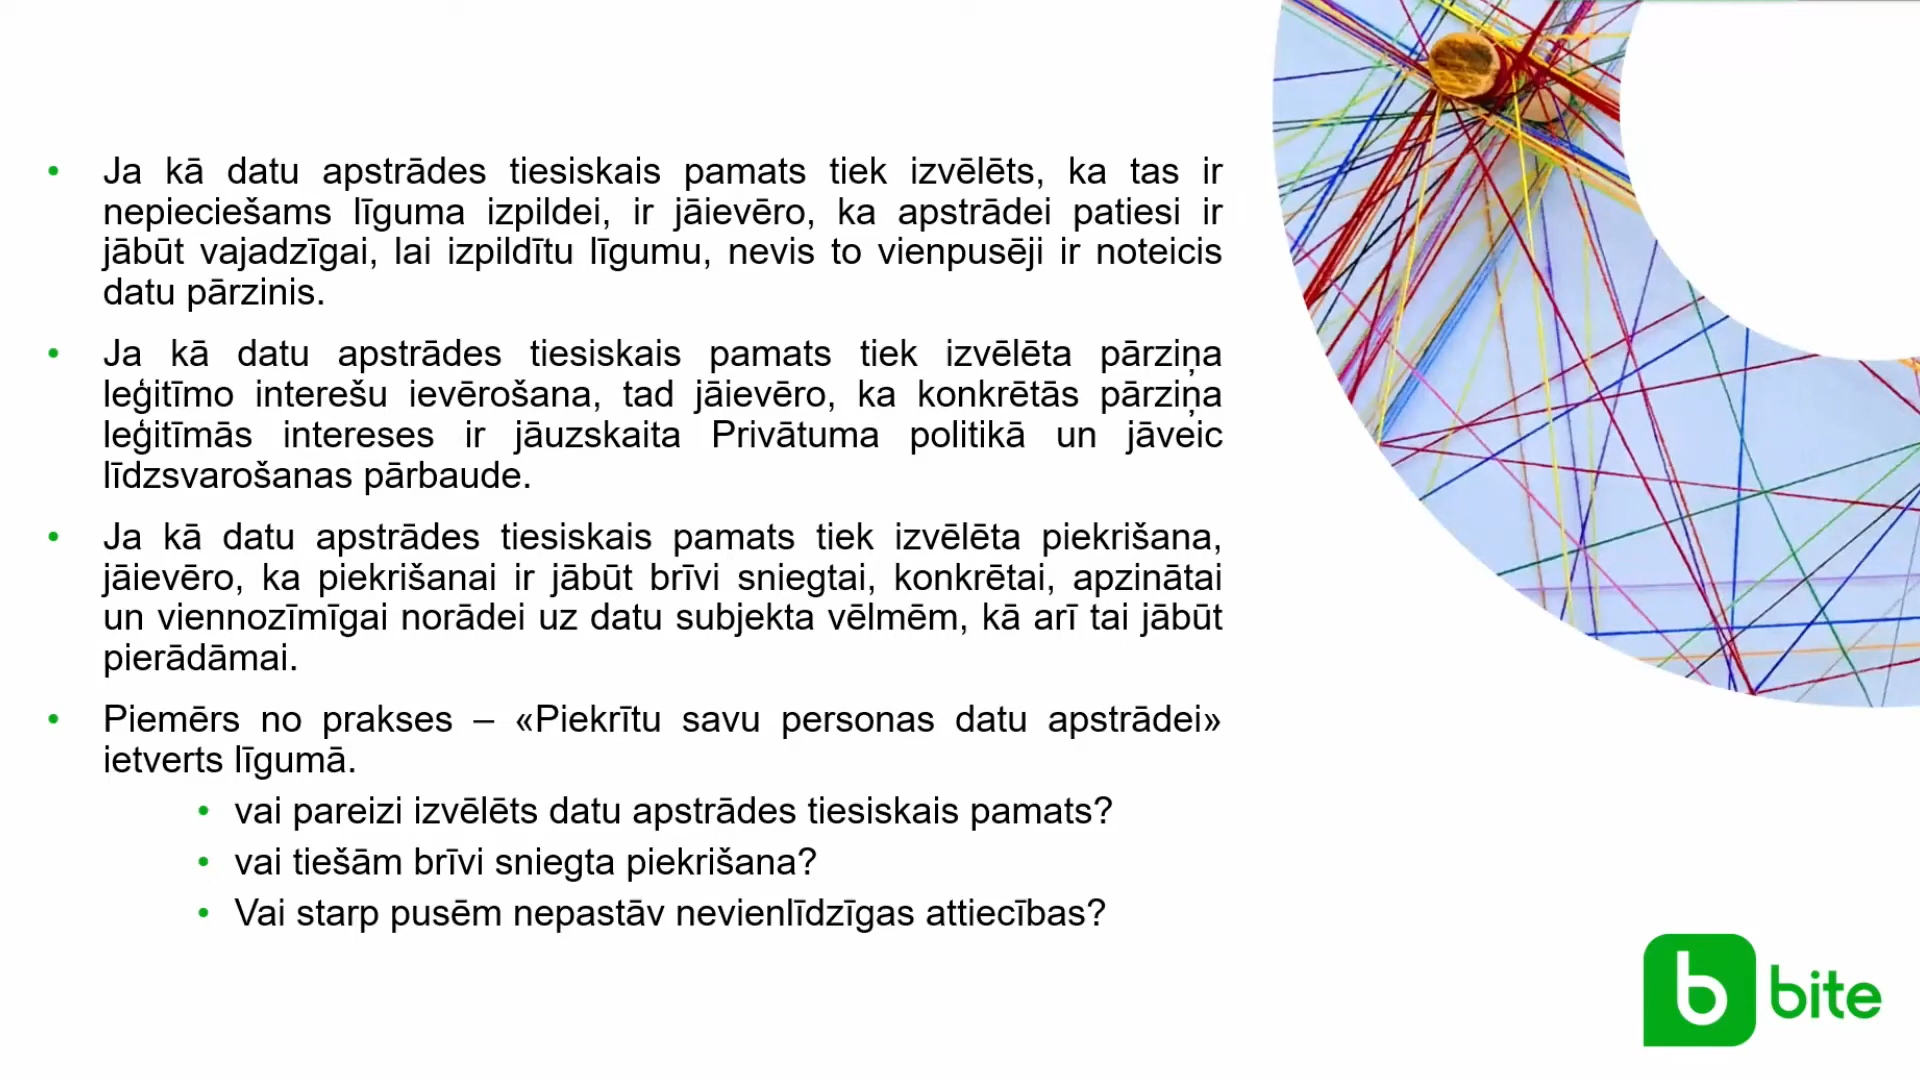 • Ja kā datu apstrādes tiesiskais pamats tiek izvēlēts, ka tas ir
nepieciešams līguma izpildei, ir jāievēro, ka apstrādei patiesi ir
jābūt vajadzīgai, lai izpildītu līgumu, nevis to vienpusēji ir noteicis
datu pārzinis.
• Ja kā datu apstrādes tiesiskais pamats tiek izvēlēta pārziņa
leģitīmo interešu ievērošana, tad jāievēro, ka konkrētās pārziņa
leģitīmās intereses ir jāuzskaita Privātuma politikā un jāveic
līdzsvarošanas pārbaude.
• Ja kā datu apstrādes tiesiskais pamats tiek izvēlēta piekrišana,
jāievēro, ka piekrišanai ir jābūt brīvi sniegtai, konkrētai, apzinātai
un viennozīmīgai norādei uz datu subjekta vēlmēm, kā arī tai jābūt
pierādāmai.
• Piemērs no prakses – «Piekrītu savu personas datu apstrādei»
ietverts līgumā.
• vai pareizi izvēlēts datu apstrādes tiesiskais pamats?
• vai tiešām brīvi sniegta piekrišana?
• Vai starp pusēm nepastāv nevienlīdzīgas attiecības?
b bite